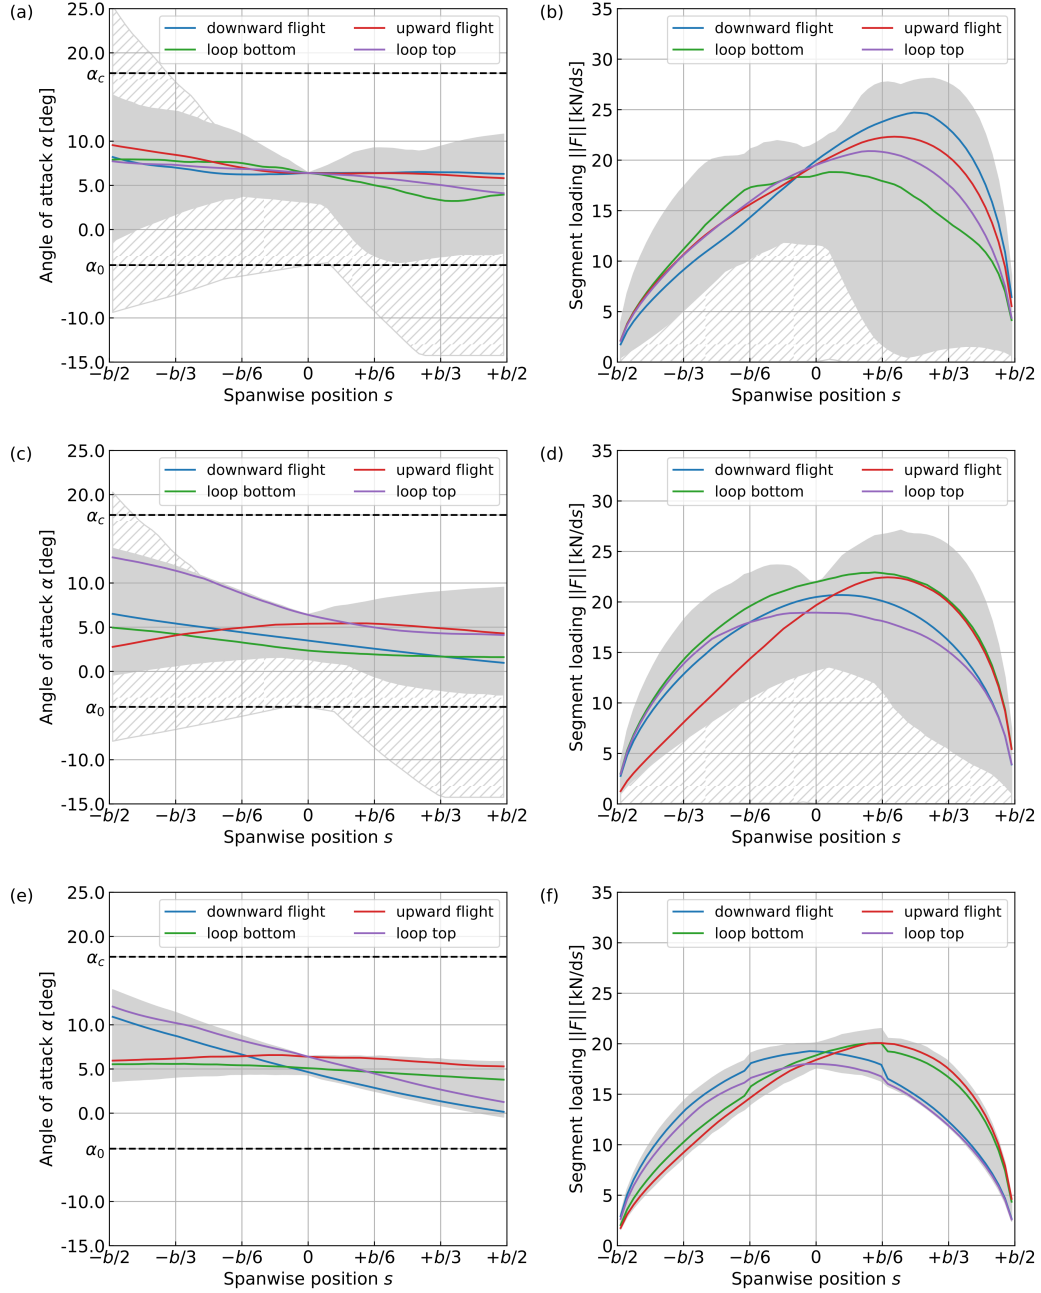 (a)
25.0
20.0
αc
10.0
5.0
0.0
α0
-10.0
-15.0
Angle of attack α [deg]
downward flight
upward flight
loop bottom
loop top
−b/2
−b/3
−b/6
0
+b/6
+b/3
+b/2
Spanwise position s
(b)
35
30
25
20
15
10
5
0
Segment loading ||F|| [kN/ds]
downward flight
upward flight
loop bottom
loop top
−b/2
−b/3
−b/6
0
+b/6
+b/3
+b/2
Spanwise position s
(c)
25.0
20.0
αc
10.0
5.0
0.0
α0
-10.0
-15.0
Angle of attack α [deg]
downward flight
upward flight
loop bottom
loop top
−b/2
−b/3
−b/6
0
+b/6
+b/3
+b/2
Spanwise position s
(d)
35
30
25
20
15
10
5
0
Segment loading ||F|| [kN/ds]
downward flight
upward flight
loop bottom
loop top
−b/2
−b/3
−b/6
0
+b/6
+b/3
+b/2
Spanwise position s
(e)
25.0
20.0
αc
10.0
5.0
0.0
α0
-10.0
-15.0
Angle of attack α [deg]
downward flight
upward flight
loop bottom
loop top
−b/2
−b/3
−b/6
0
+b/6
+b/3
+b/2
Spanwise position s
(f)
35
30
25
20
15
10
5
0
Segment loading ||F|| [kN/ds]
downward flight
upward flight
loop bottom
loop top
−b/2
−b/3
−b/6
0
+b/6
+b/3
+b/2
Spanwise position s